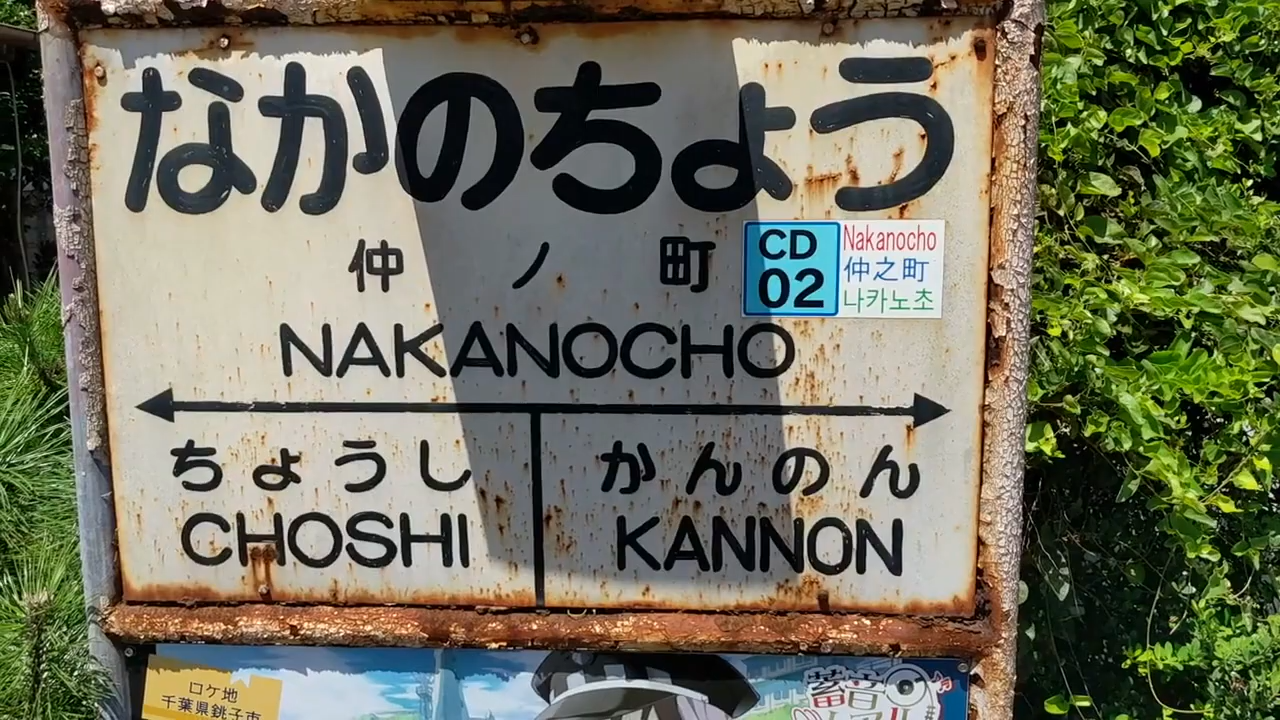 なかのちょう
仲ノ町
CD
02
Nakanocho
仲之町
나카노초
NAKANOCHO
ちょうし
かんのん
CHOSHI
KANNON
ロケ地
千葉県銚子市
蓄音